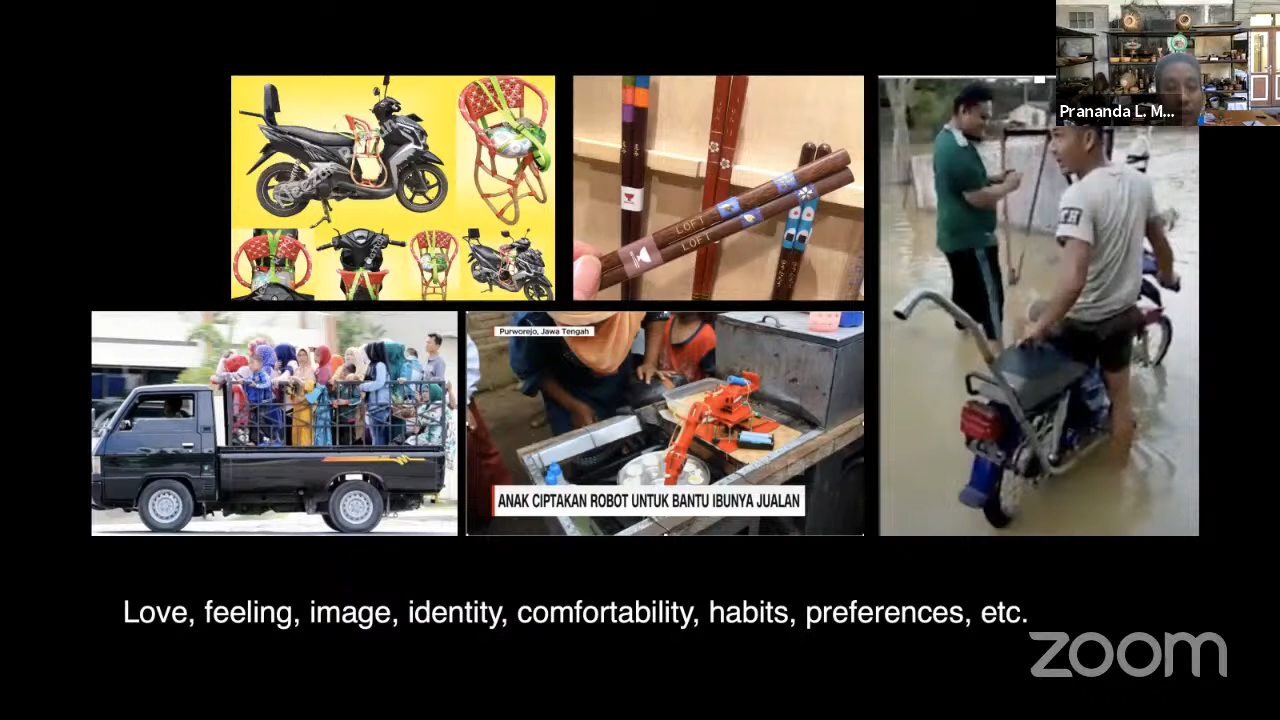 Prananda L. M...
LOFT
LOFT
Purworejo, Jawa Tengah
ANAK CIPTAKAN ROBOT UNTUK BANTU IBUNYA JUALAN
Love, feeling, image, identity, comfortability, habits, preferences, etc.
zoom